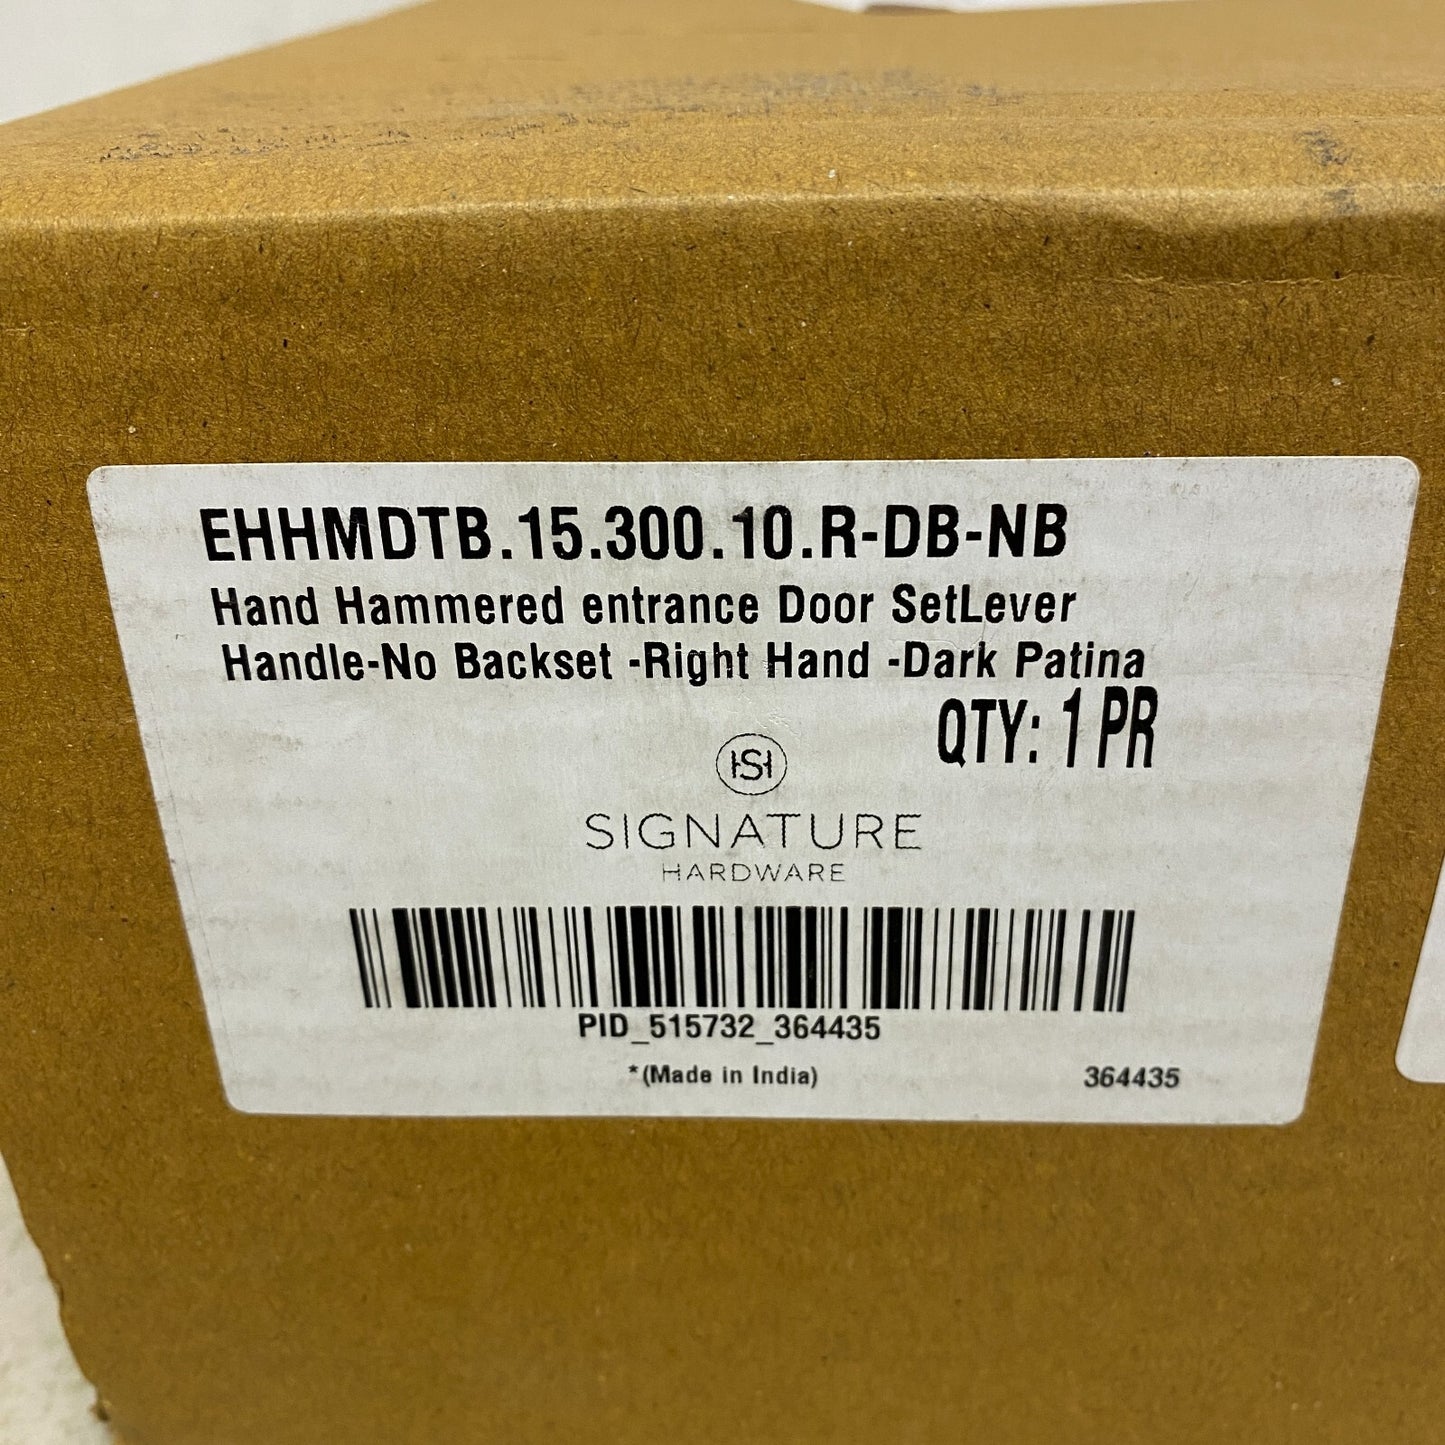 EHHMDTB.15.300.10.R-DB-NB
Hand Hammered entrance Door SetLever
Handle-No Backset -Right Hand -Dark Patina
QTY: 1 PR
HS
SIGNATURE
HARDWARE
PID_515732_364435
*(Made in India)
364435